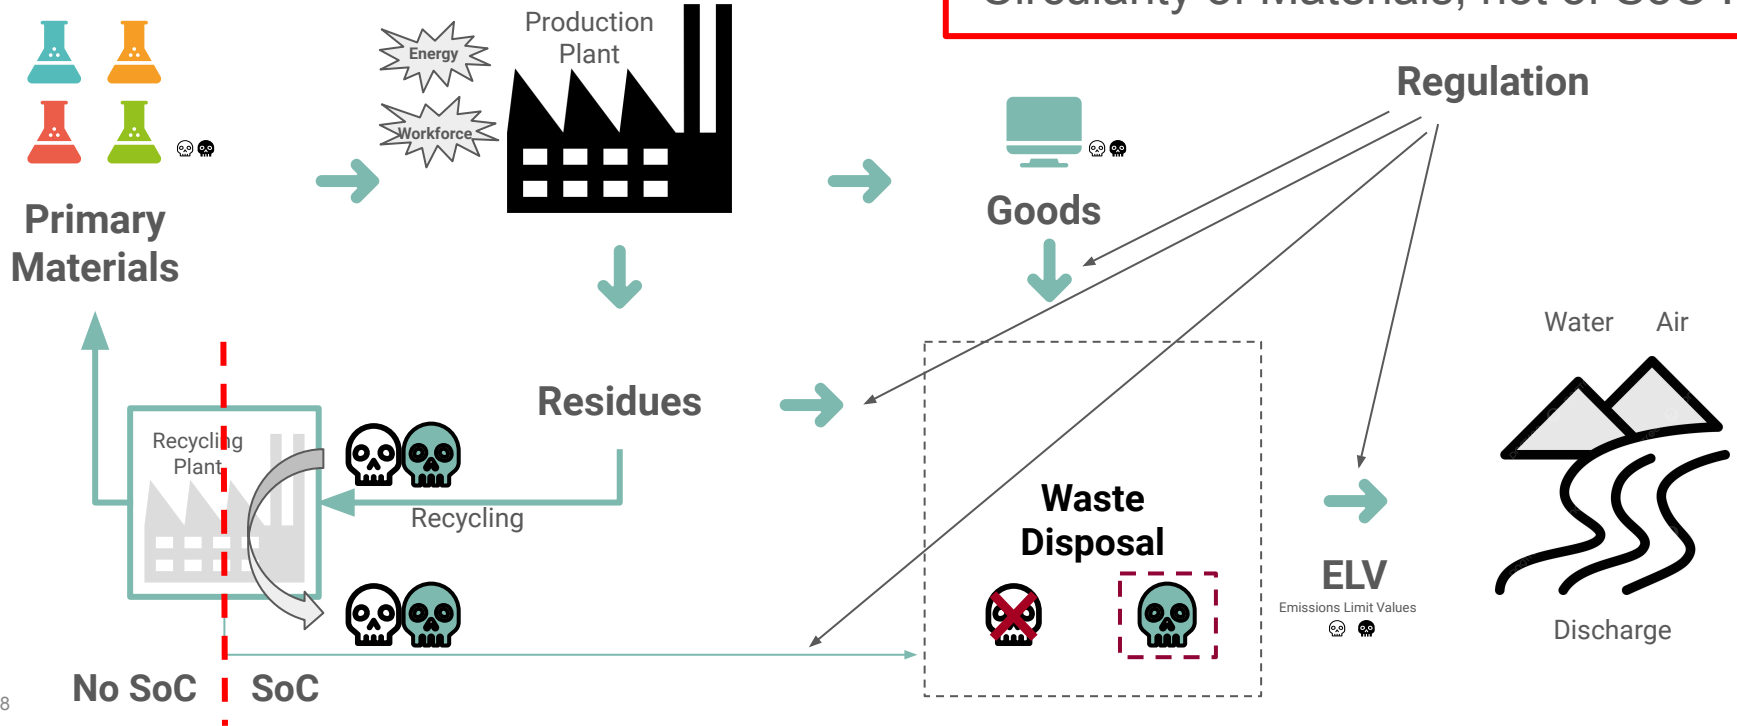 Production
Plant
Energy
Workforce
Regulation
Primary
Materials
Goods
Water
Air
Residues
Recycling
Plant
Recycling
Waste
Disposal
ELV
Emissions Limit Values
Discharge
No SoC
SoC
8